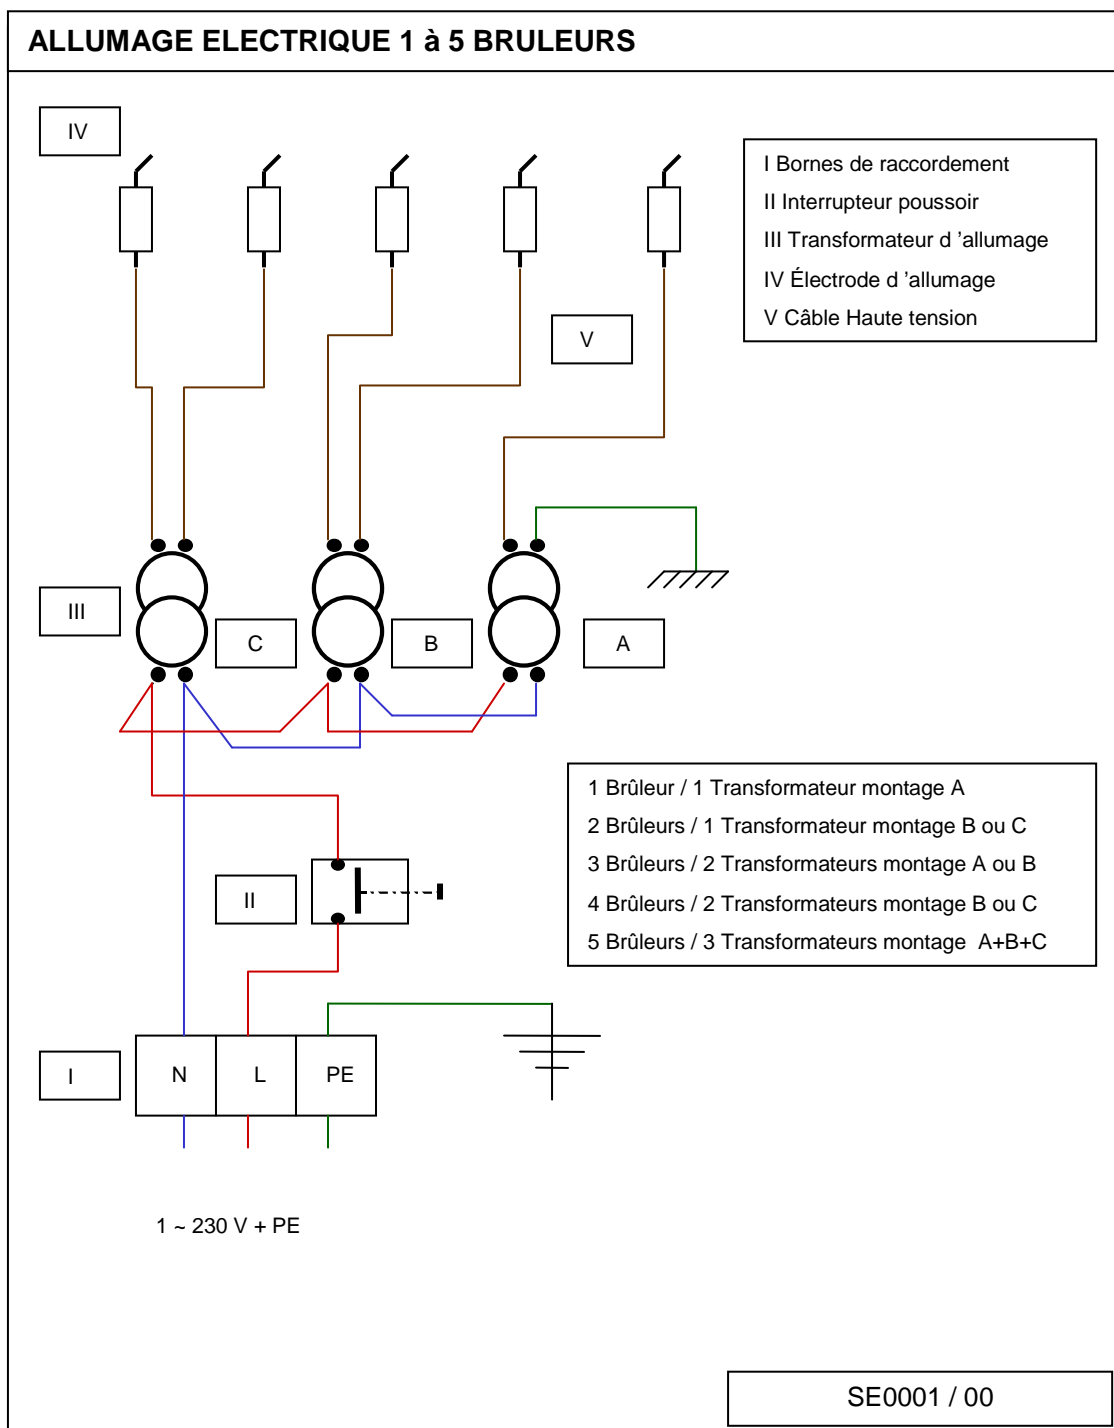 ALLUMAGE ELECTRIQUE 1 à 5 BRULEURS
IV
I Bornes de raccordement
II Interrupteur poussoir
III Transformateur d 'allumage
IV Électrode d 'allumage
V Câble Haute tension
V
III
C
B
A
1 Brûleur / 1 Transformateur montage A
2 Brûleurs / 1 Transformateur montage B ou C
3 Brûleurs / 2 Transformateurs montage A ou B
4 Brûleurs / 2 Transformateurs montage B ou C
5 Brûleurs / 3 Transformateurs montage A+B+C
II
I
N
L
PE
1 ~ 230 V + PE
SE0001 / 00